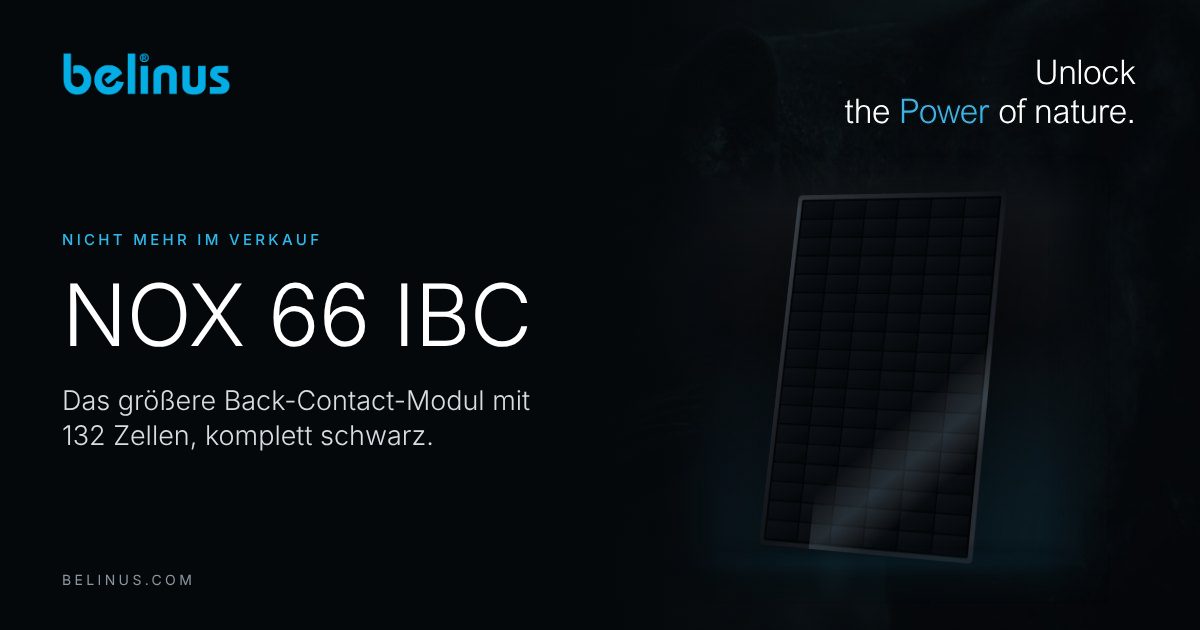 belinus®
Unlock
the Power of nature.
NICHT MEHR IM VERKAUF
NOX 66 IBC
Das größere Back-Contact-Modul mit
132 Zellen, komplett schwarz.
BELINUS.COM